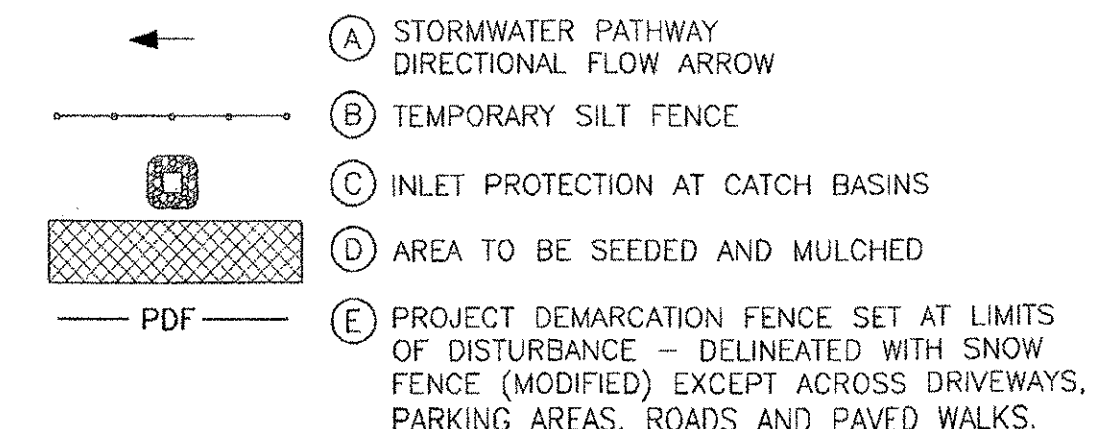 Ⓐ STORMWATER PATHWAY
DIRECTIONAL FLOW ARROW
Ⓑ TEMPORARY SILT FENCE
Ⓒ INLET PROTECTION AT CATCH BASINS
Ⓓ AREA TO BE SEEDED AND MULCHED
PDF Ⓔ PROJECT DEMARCATION FENCE SET AT LIMITS
OF DISTURBANCE – DELINEATED WITH SNOW
FENCE (MODIFIED) EXCEPT ACROSS DRIVEWAYS,
PARKING AREAS, ROADS AND PAVED WALKS.